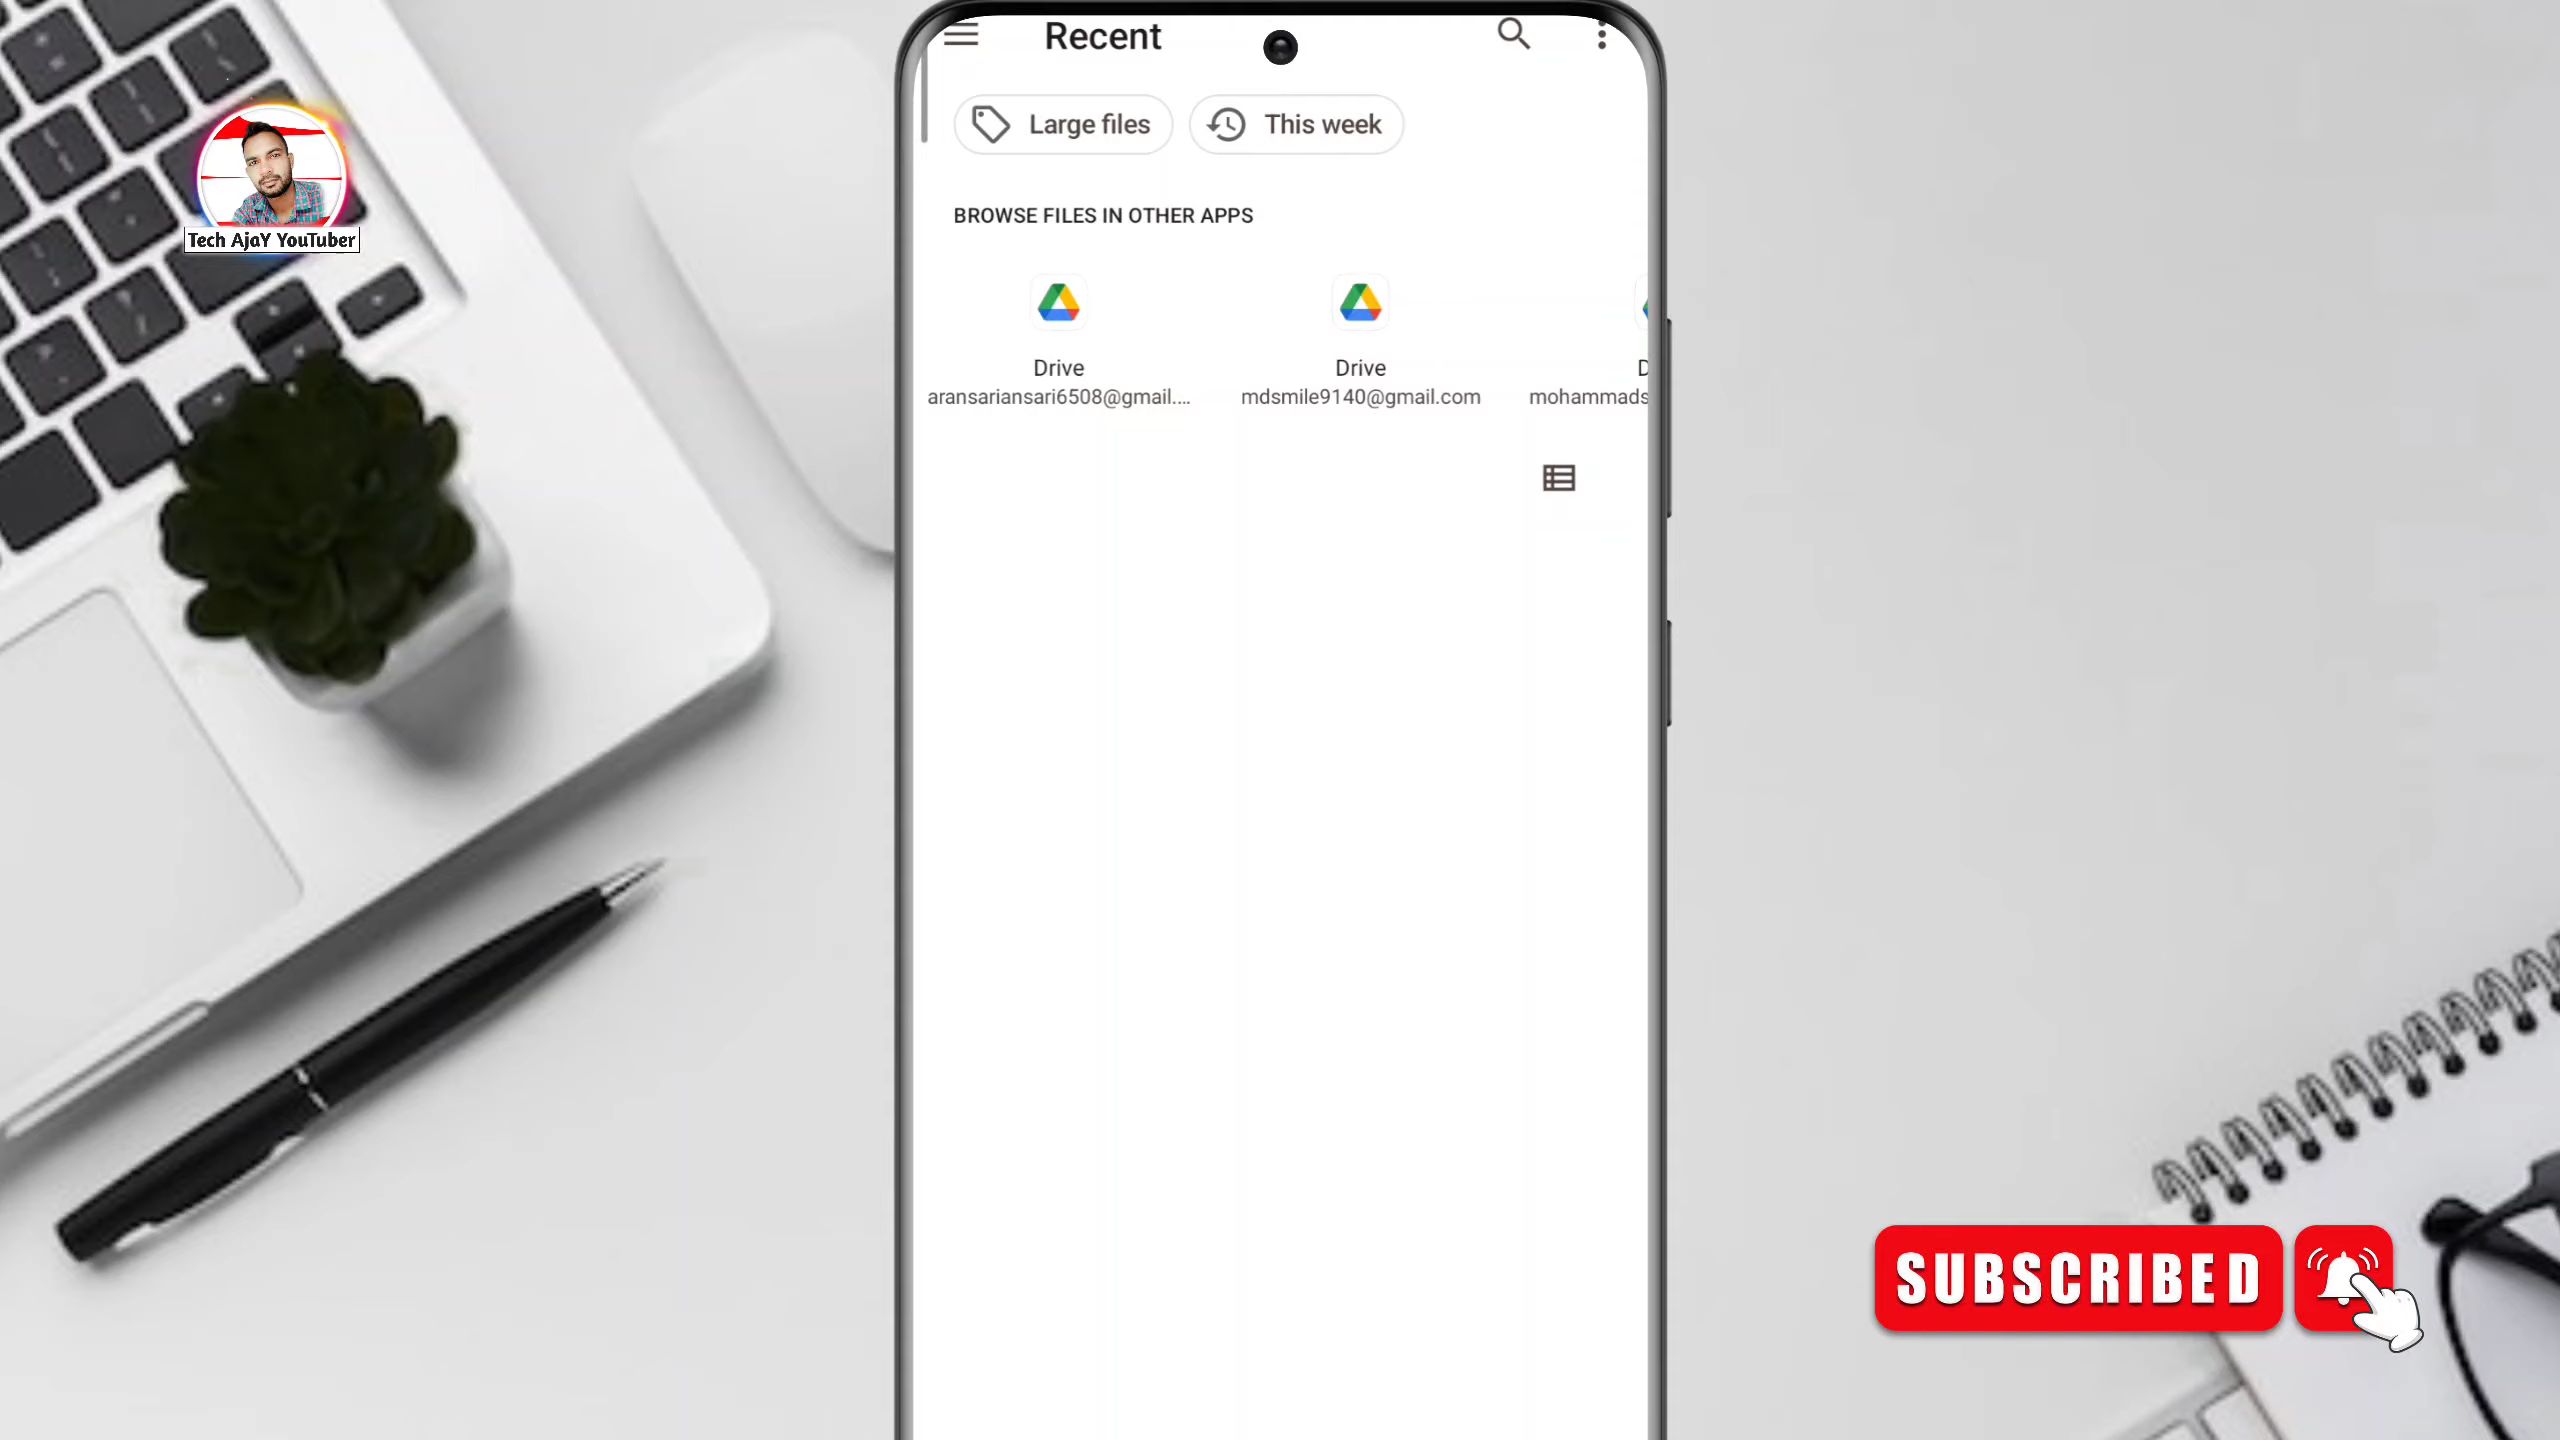 Recent
Large files
This week
BROWSE FILES IN OTHER APPS
Drive
Drive
D
aransariansari6508@gmail....
mdsmile9140@gmail.com
mohammads
Tech AjaY YouTuber
SUBSCRIBED